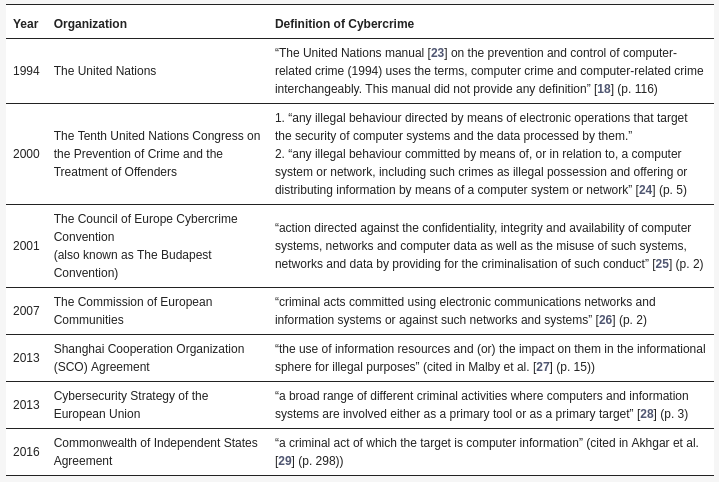 Year Organization Definition of Cybercrime
1994 The United Nations “The United Nations manual [23] on the prevention and control of computer-
related crime (1994) uses the terms, computer crime and computer-related crime
interchangeably. This manual did not provide any definition” [18] (p. 116)
2000 The Tenth United Nations Congress on
the Prevention of Crime and the
Treatment of Offenders
1. “any illegal behaviour directed by means of electronic operations that target
the security of computer systems and the data processed by them.”
2. “any illegal behaviour committed by means of, or in relation to, a computer
system or network, including such crimes as illegal possession and offering or
distributing information by means of a computer system or network” [24] (p. 5)
2001 The Council of Europe Cybercrime
Convention
(also known as The Budapest
Convention)
“action directed against the confidentiality, integrity and availability of computer
systems, networks and computer data as well as the misuse of such systems,
networks and data by providing for the criminalisation of such conduct” [25] (p. 2)
2007 The Commission of European
Communities
“criminal acts committed using electronic communications networks and
information systems or against such networks and systems” [26] (p. 2)
2013 Shanghai Cooperation Organization
(SCO) Agreement
“the use of information resources and (or) the impact on them in the informational
sphere for illegal purposes” (cited in Malby et al. [27] (p. 15))
2013 Cybersecurity Strategy of the
European Union
“a broad range of different criminal activities where computers and information
systems are involved either as a primary tool or as a primary target” [28] (p. 3)
2016 Commonwealth of Independent States
Agreement
“a criminal act of which the target is computer information” (cited in Akhgar et al.
[29] (p. 298))